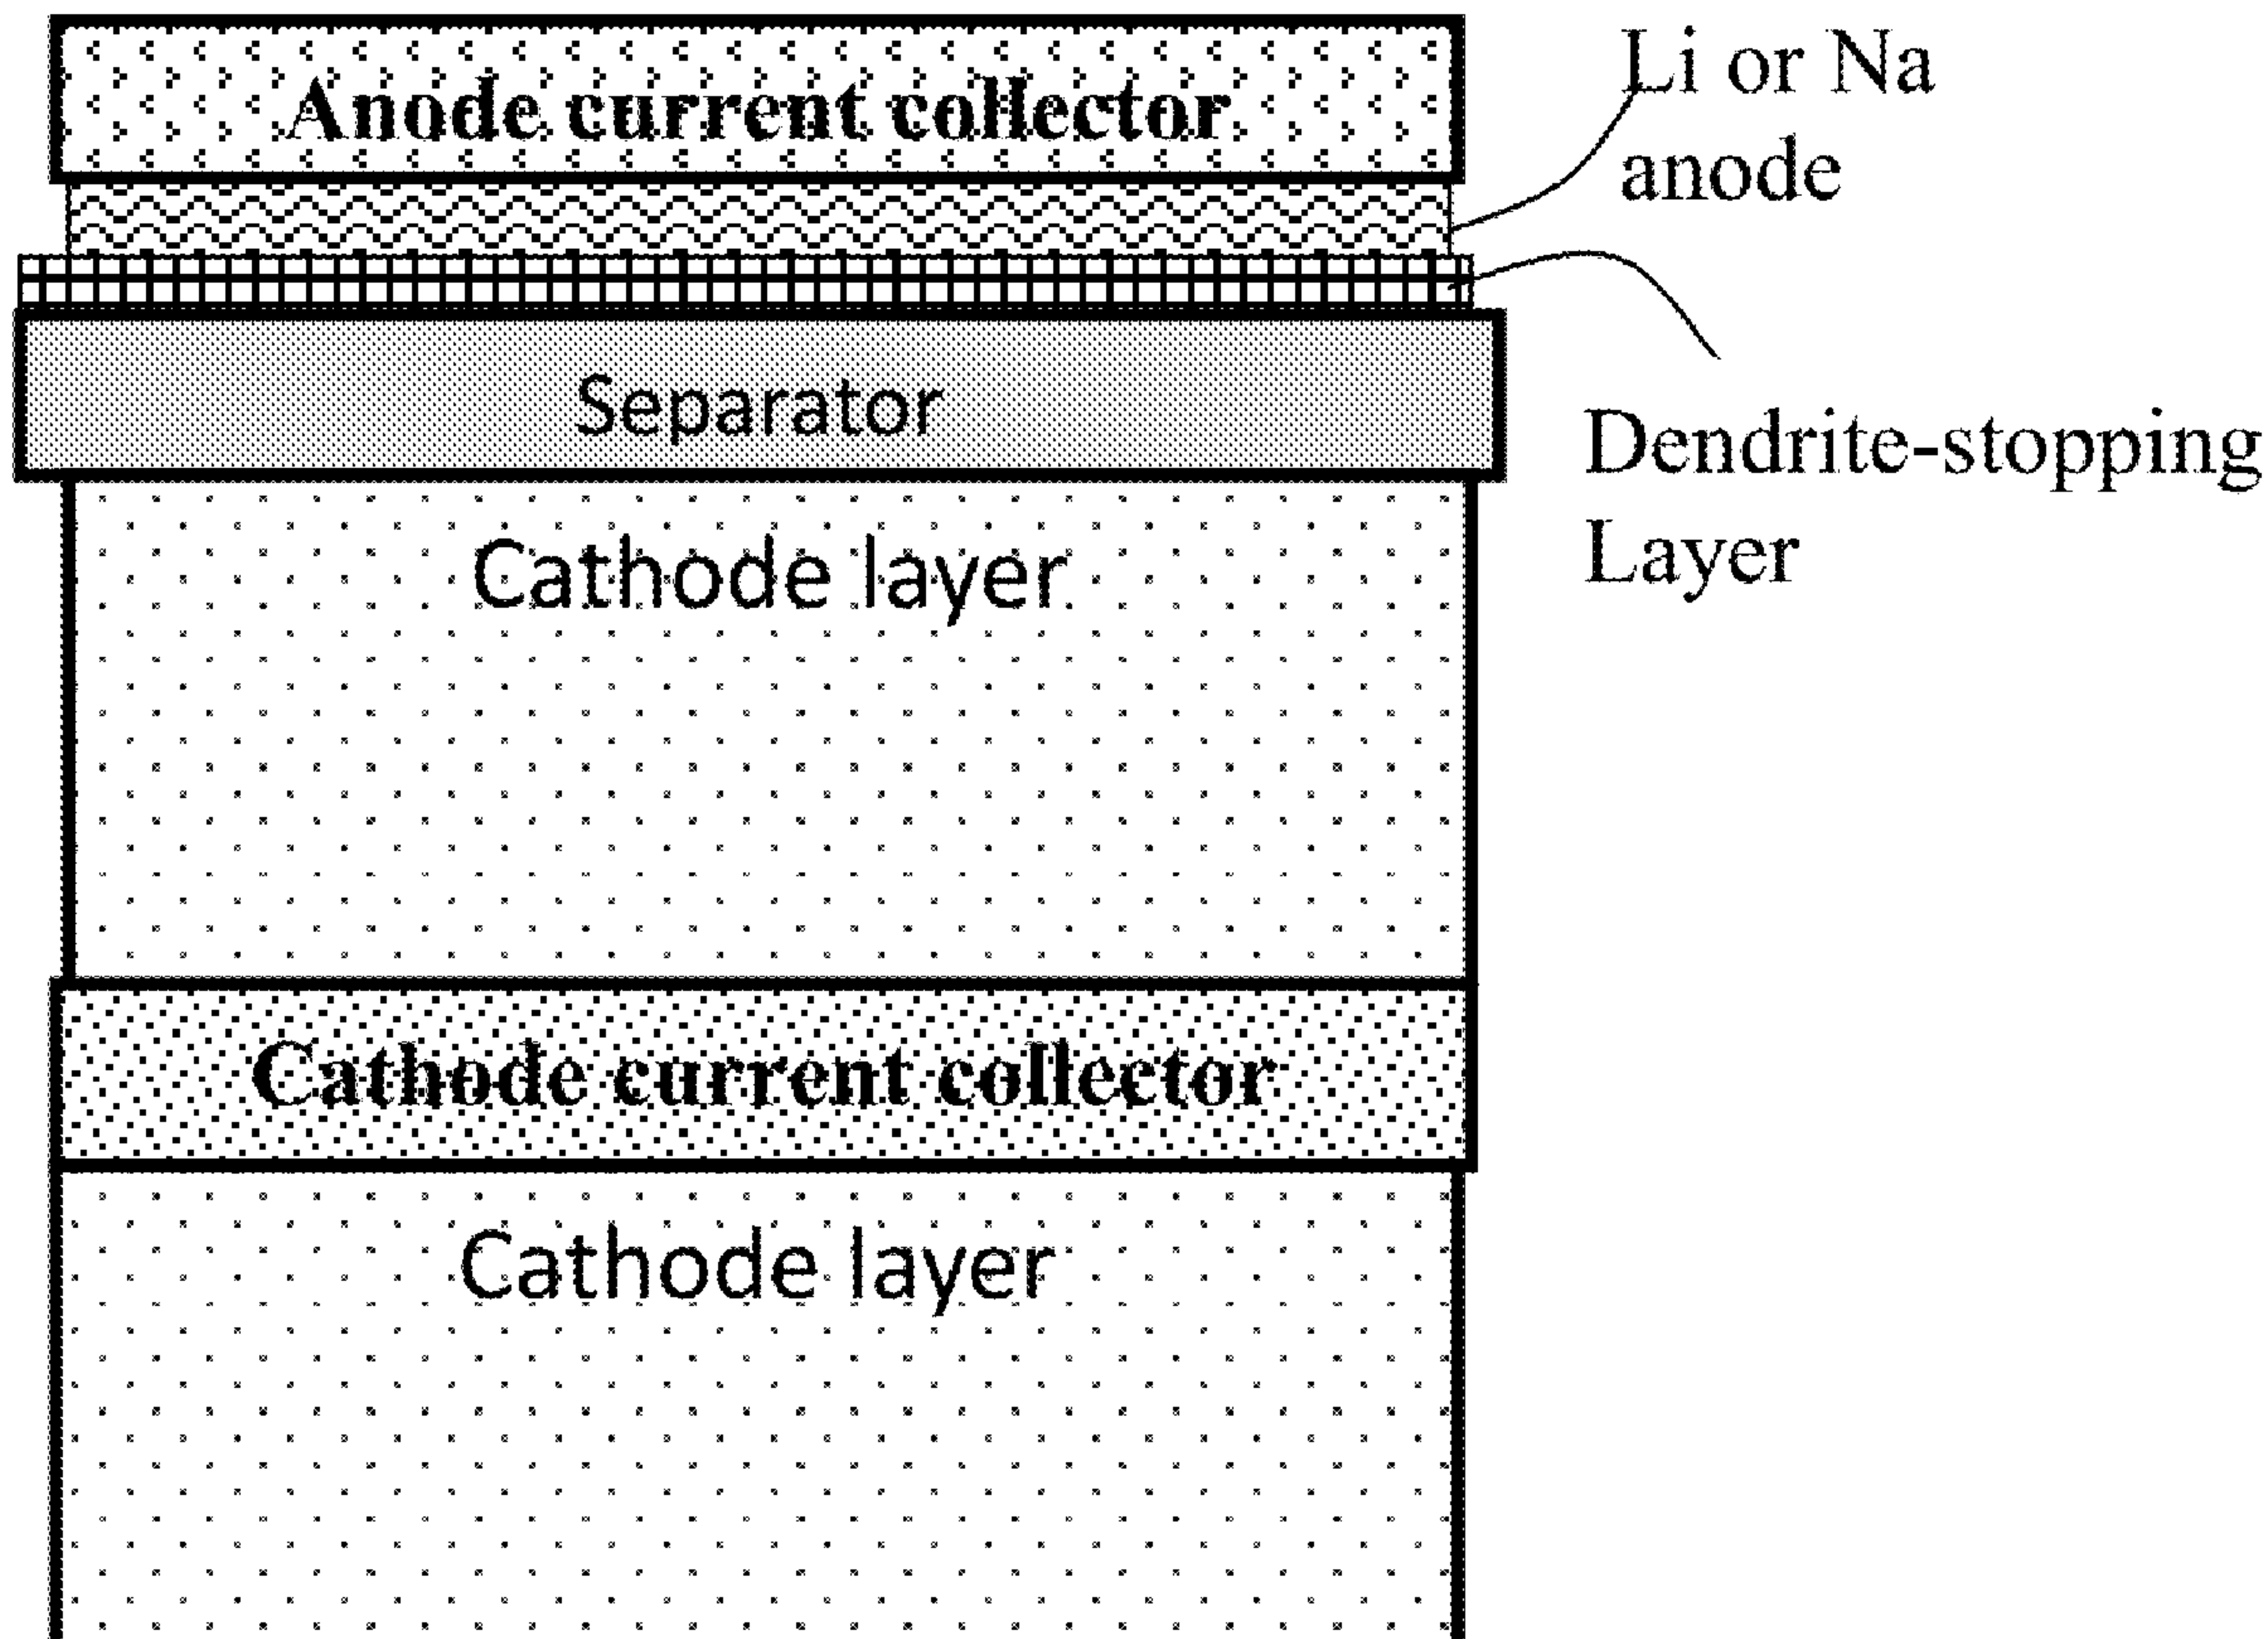 Anode current collector
Li or Na
anode
Separator
Dendrite-stopping
Layer
Cathode layer
Cathode current collector
Cathode layer